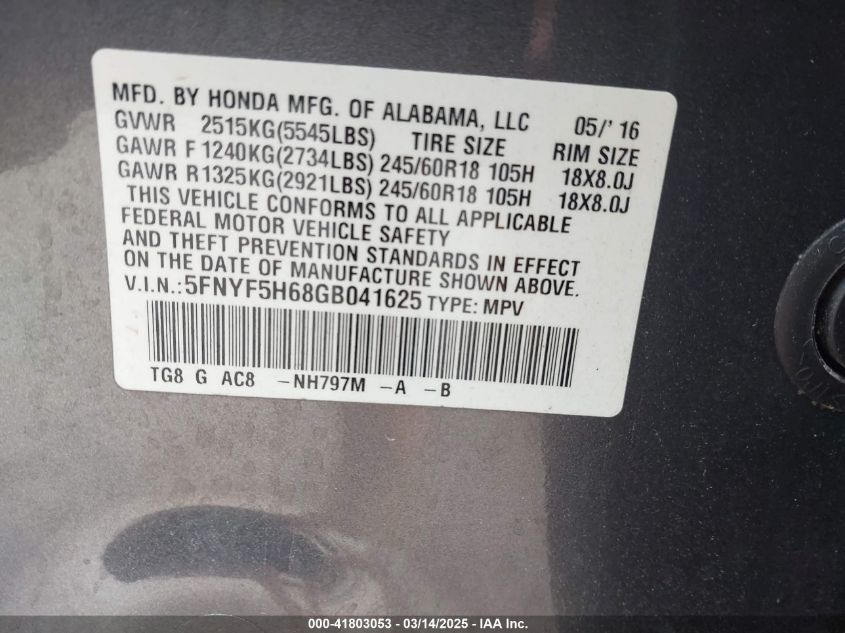 MFD. BY HONDA MFG. OF ALABAMA, LLC 05/' 16
GVWR 2515KG(5545LBS) TIRE SIZE RIM SIZE
GAWR F 1240KG(2734LBS) 245/60R18 105H 18X8.0J
GAWR R1325KG(2921LBS) 245/60R18 105H 18X8.0J
THIS VEHICLE CONFORMS TO ALL APPLICABLE
FEDERAL MOTOR VEHICLE SAFETY
AND THEFT PREVENTION STANDARDS IN EFFECT
ON THE DATE OF MANUFACTURE SHOWN ABOVE.
V.I.N.:5FNYF5H68GB041625 TYPE: MPV
TG8 G AC8 -NH797M -A -B
000-41803053 - 03/14/2025 - IAA Inc.